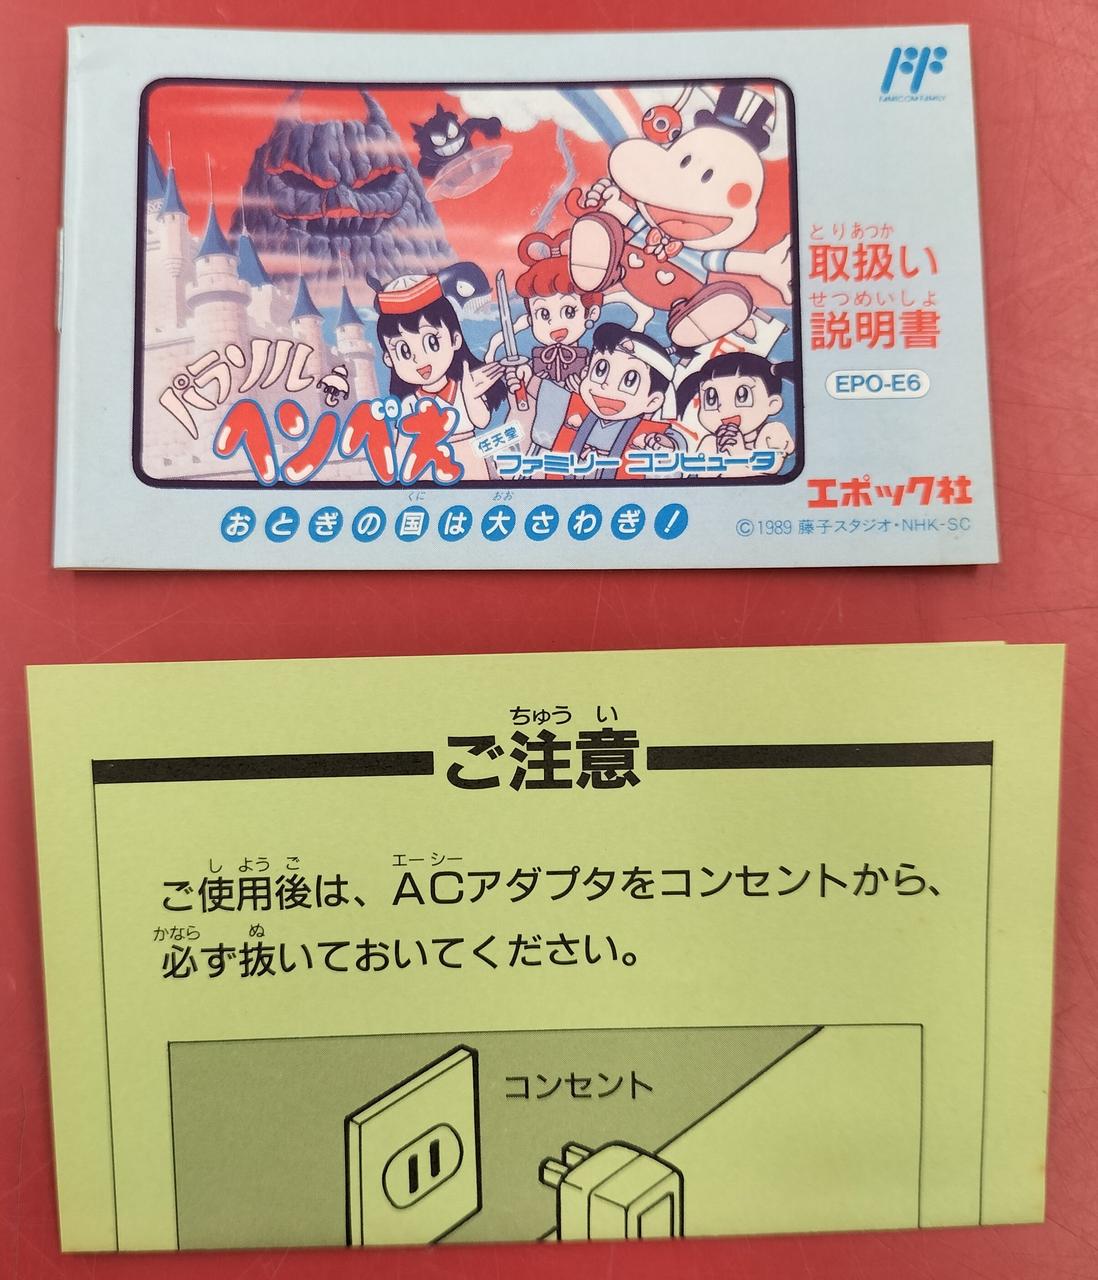 FAMICOM FAMILY
とりあつか
取扱い
せつめいしょ
説明書
EPO-E6
パラソル
ヘンべえ
任天堂
ファミリーコンピュータ
くに おお
おとぎの国は大さわぎ!
エポック社
©1989 藤子スタジオ・NHK-SC
ちゅう い
ご注意
し よう ご エー シー
ご使用後は、ACアダプタをコンセントから、
かなら ぬ
必ず抜いておいてください。
コンセント